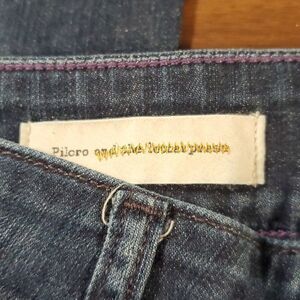 Pilcro and the letterpress